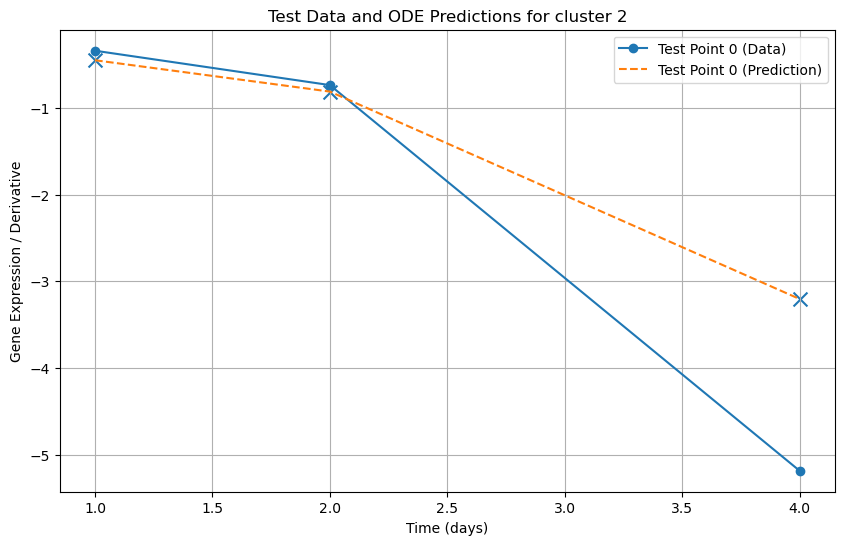 Test Data and ODE Predictions for cluster 2
Test Point 0 (Data)
Test Point 0 (Prediction)
Gene Expression / Derivative
−1
−2
−3
−4
−5
1.0
1.5
2.0
2.5
3.0
3.5
4.0
Time (days)